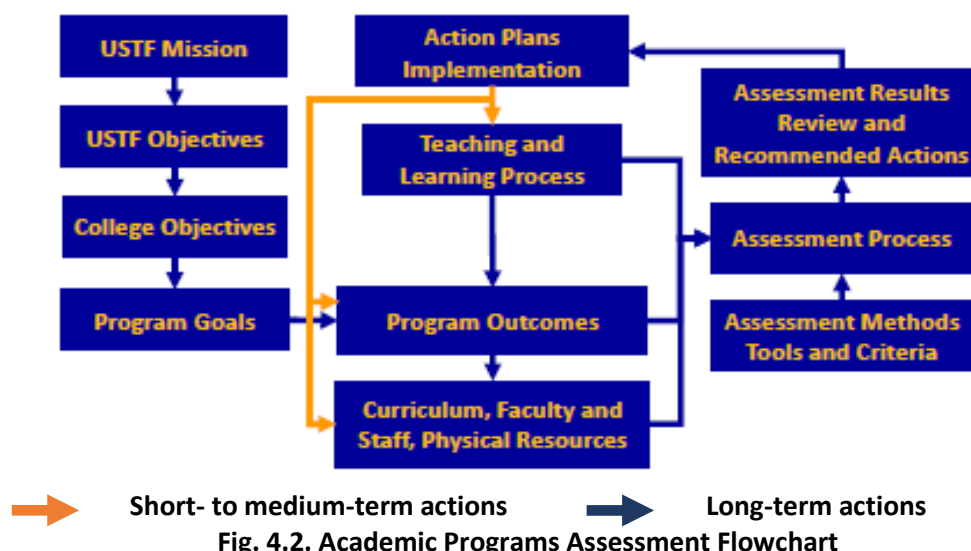 USTF Mission
USTF Objectives
College Objectives
Program Goals
Action Plans
Implementation
Teaching and
Learning Process
Program Outcomes
Curriculum, Faculty and
Staff, Physical Resources
Assessment Results
Review and
Recommended Actions
Assessment Process
Assessment Methods
Tools and Criteria
Short- to medium-term actions
Long-term actions
Fig. 4.2. Academic Programs Assessment Flowchart